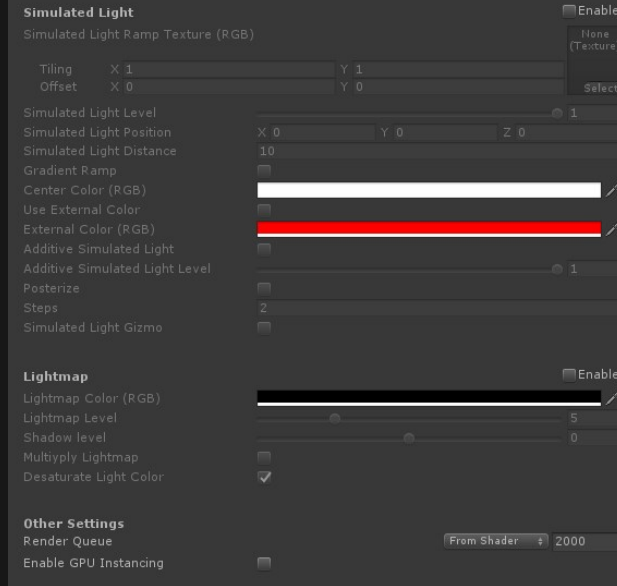 Simulated Light Enable
Simulated Light Ramp Texture (RGB) None
(Texture
Tiling X 1 Y 1
Offset X 0 Y 0 Select
Simulated Light Level 1
Simulated Light Position X 0 Y 0 Z 0
Simulated Light Distance 10
Gradient Ramp
Center Color (RGB)
Use External Color
External Color (RGB)
Additive Simulated Light
Additive Simulated Light Level 1
Posterize
Steps 2
Simulated Light Gizmo
Lightmap Enable
Lightmap Color (RGB)
Lightmap Level 5
Shadow level 0
Multiyply Lightmap
Desaturate Light Color
Other Settings
Render Queue From Shader 2000
Enable GPU Instancing